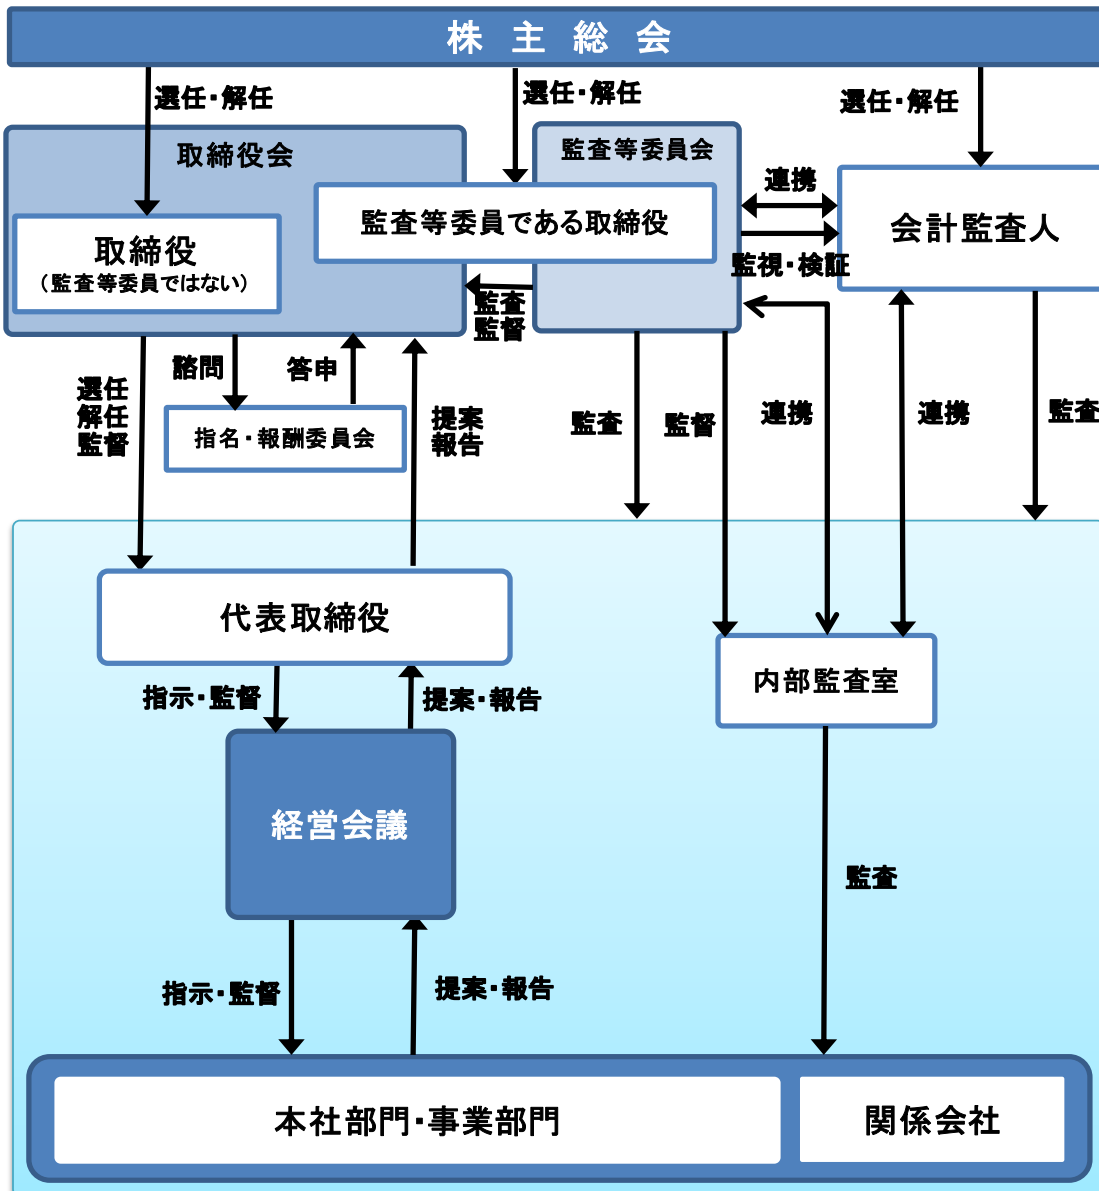 株主総会
選任・解任
選任・解任
選任・解任
取締役会
監査等委員会
連携
監査等委員である取締役
会計監査人
取締役
（監査等委員ではない）
監視・検証
監査
監督
諮問
答申
選任
解任
監督
指名・報酬委員会
提案
報告
監査
監督
連携
連携
監査
代表取締役
内部監査室
指示・監督
提案・報告
経営会議
監査
指示・監督
提案・報告
本社部門・事業部門
関係会社